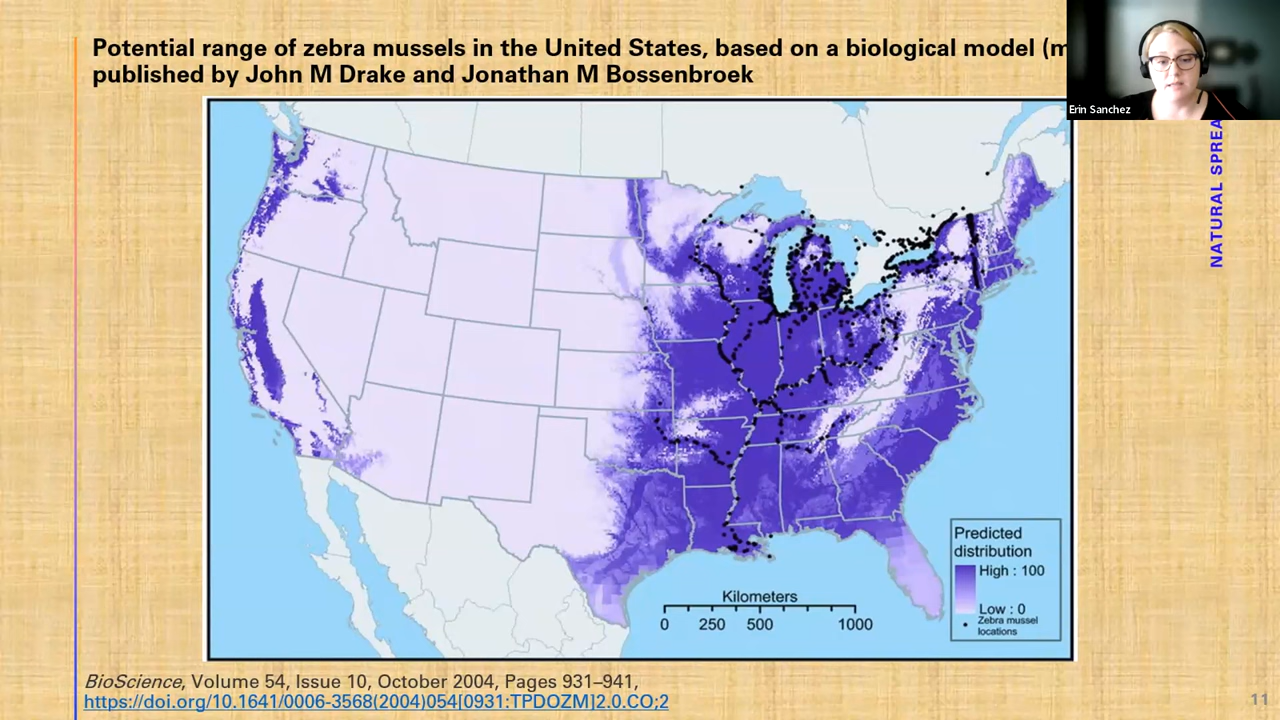 Potential range of zebra mussels in the United States, based on a biological model (m
published by John M Drake and Jonathan M Bossenbroek
Erin Sanchez
NATURAL SPREA
Predicted
distribution
High : 100
Low : 0
Zebra mussel
locations
Kilometers
0 250 500 1000
BioScience, Volume 54, Issue 10, October 2004, Pages 931–941,
https://doi.org/10.1641/0006-3568(2004)054[0931:TPDOZM]2.0.CO;2
11